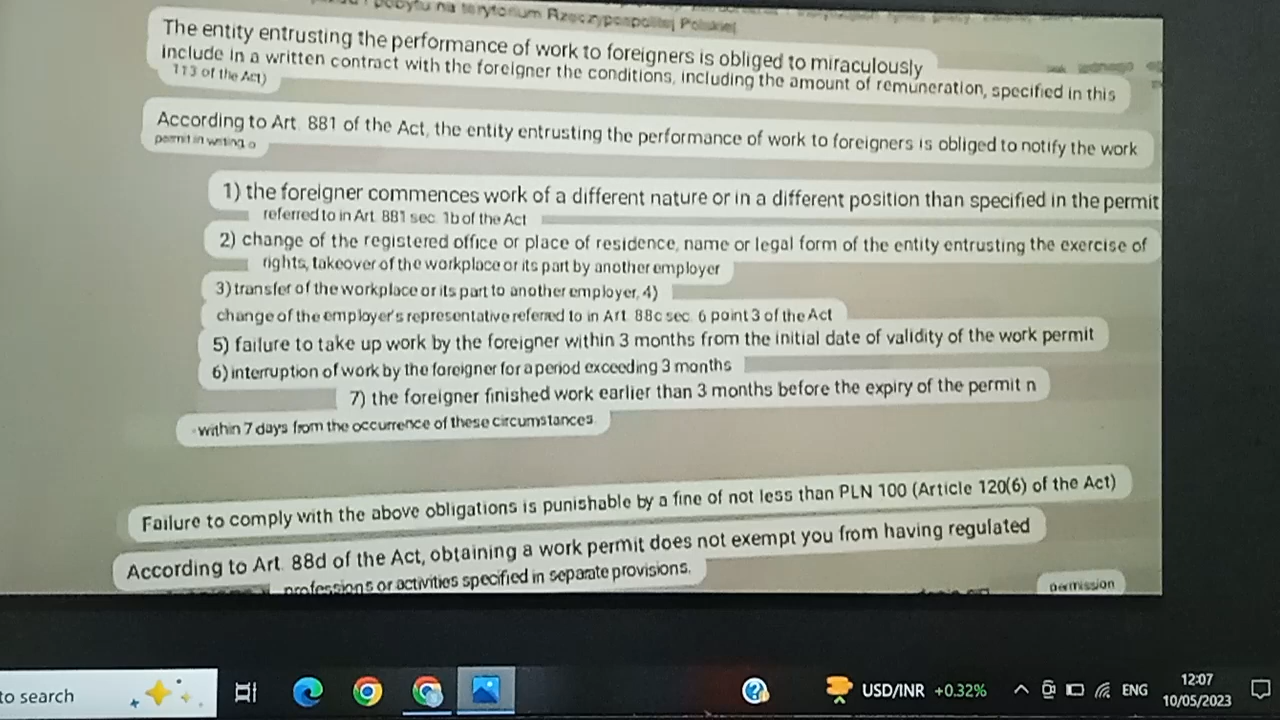 pobytu na terytorium Rzeczypospolitej Polskiej
The entity entrusting the performance of work to foreigners is obliged to miraculously
include in a written contract with the foreigner the conditions, including the amount of remuneration, specified in this
113 of the Act)
According to Art. 881 of the Act, the entity entrusting the performance of work to foreigners is obliged to notify the work
permit in writing o
1) the foreigner commences work of a different nature or in a different position than specified in the permit
referred to in Art. 881 sec. 1b of the Act
2) change of the registered office or place of residence, name or legal form of the entity entrusting the exercise of
rights, takeover of the workplace or its part by another employer
3) transfer of the workplace or its part to another employer, 4)
change of the employer's representative referred to in Art. 88c sec. 6 point 3 of the Act
5) failure to take up work by the foreigner within 3 months from the initial date of validity of the work permit
6) interruption of work by the foreigner for a period exceeding 3 months
7) the foreigner finished work earlier than 3 months before the expiry of the permit n
- within 7 days from the occurrence of these circumstances.
Failure to comply with the above obligations is punishable by a fine of not less than PLN 100 (Article 120(6) of the Act)
According to Art. 88d of the Act, obtaining a work permit does not exempt you from having regulated
professions or activities specified in separate provisions.
permission
to search
USD/INR +0.32%
ENG
12:07
10/05/2023